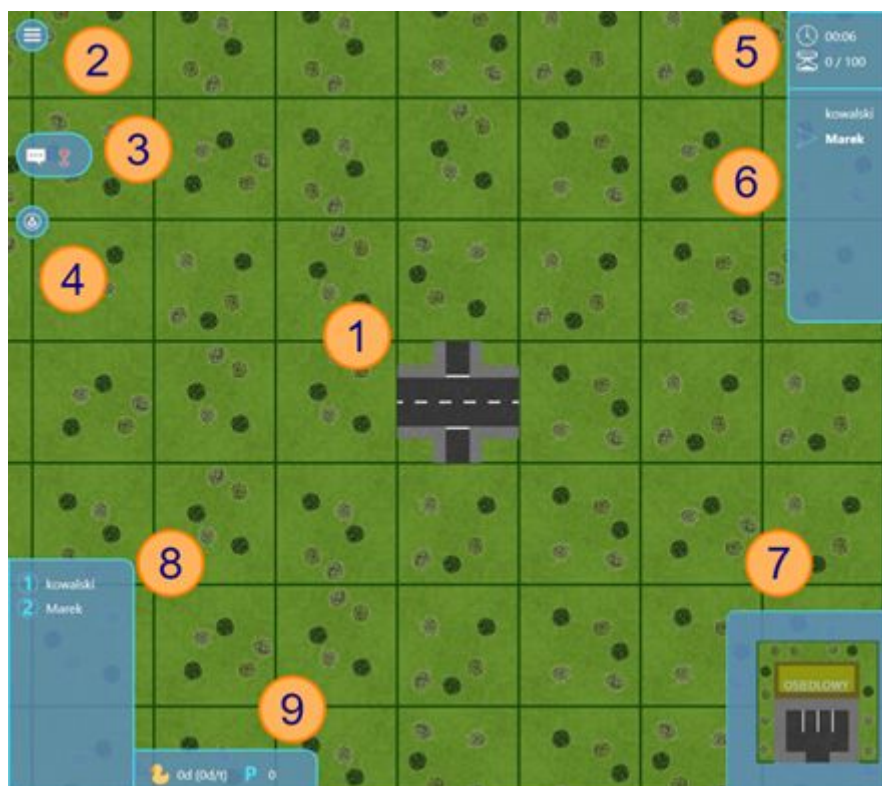 2
5
00:06
0 / 100
3
kowalski
6
Marek
4
1
8
7
1 kowalski
2 Marek
OSIEDLOWY
9
0d (0d/t) P 0